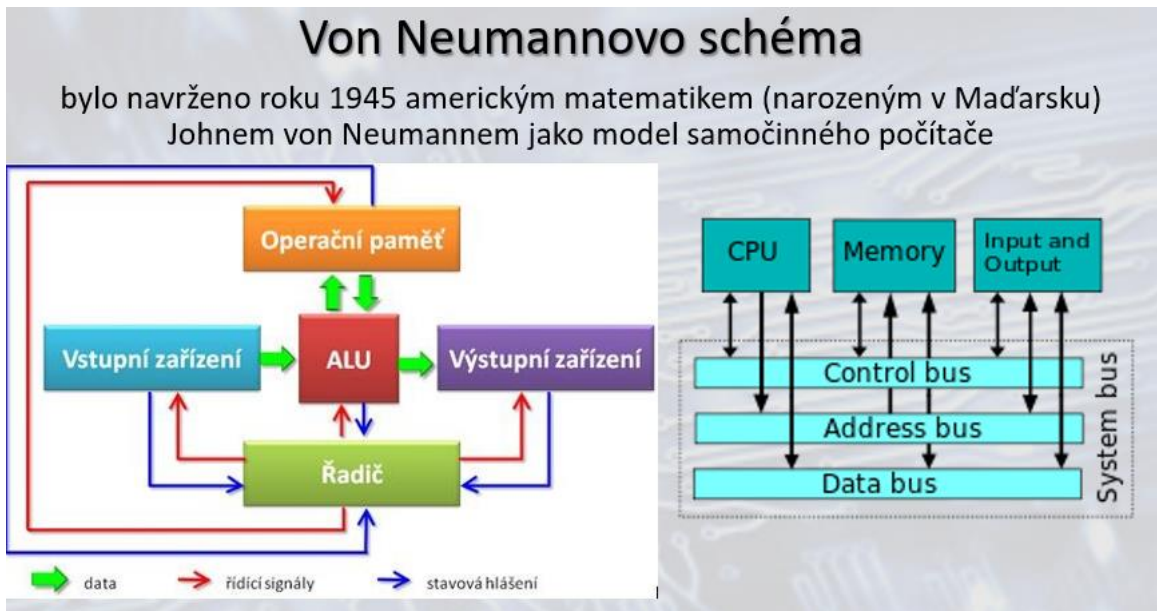 Von Neumannovo schéma
bylo navrženo roku 1945 americkým matematikem (narozeným v Maďarsku)
Johnem von Neumannem jako model samočinného počítače
Operační paměť
Vstupní zařízení
ALU
Výstupní zařízení
Řadič
data
řídící signály
stavová hlášení
CPU
Memory
Input and
Output
Control bus
Address bus
Data bus
System bus